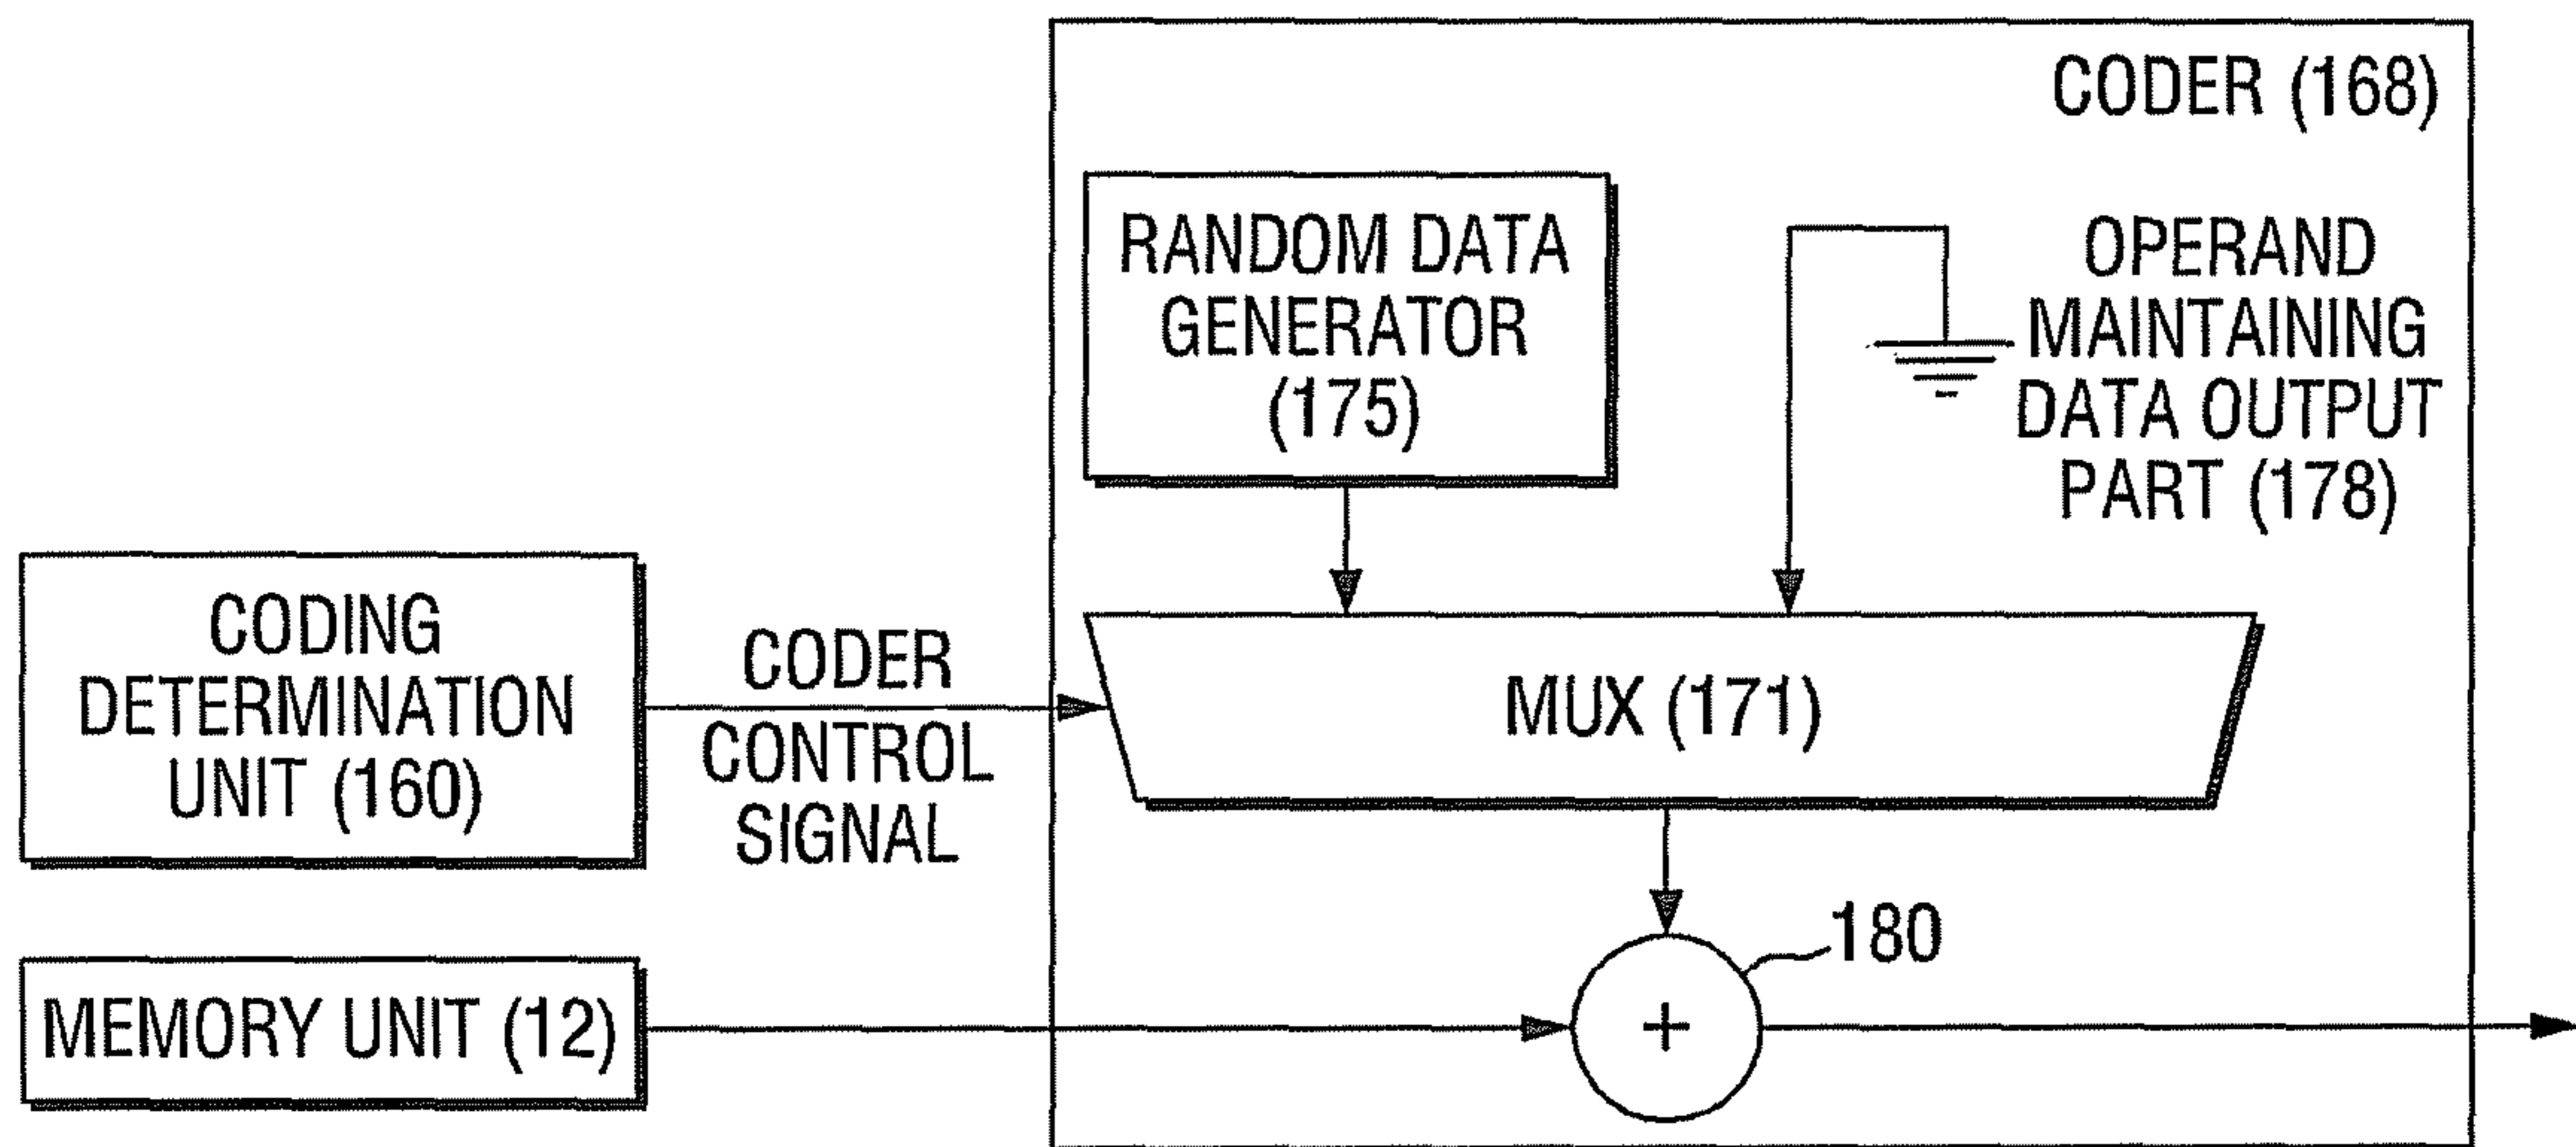 CODER (168)
RANDOM DATA
GENERATOR
(175)
OPERAND
MAINTAINING
DATA OUTPUT
PART (178)
CODING
DETERMINATION
UNIT (160)
CODER
CONTROL
SIGNAL
MUX (171)
180
MEMORY UNIT (12)
+